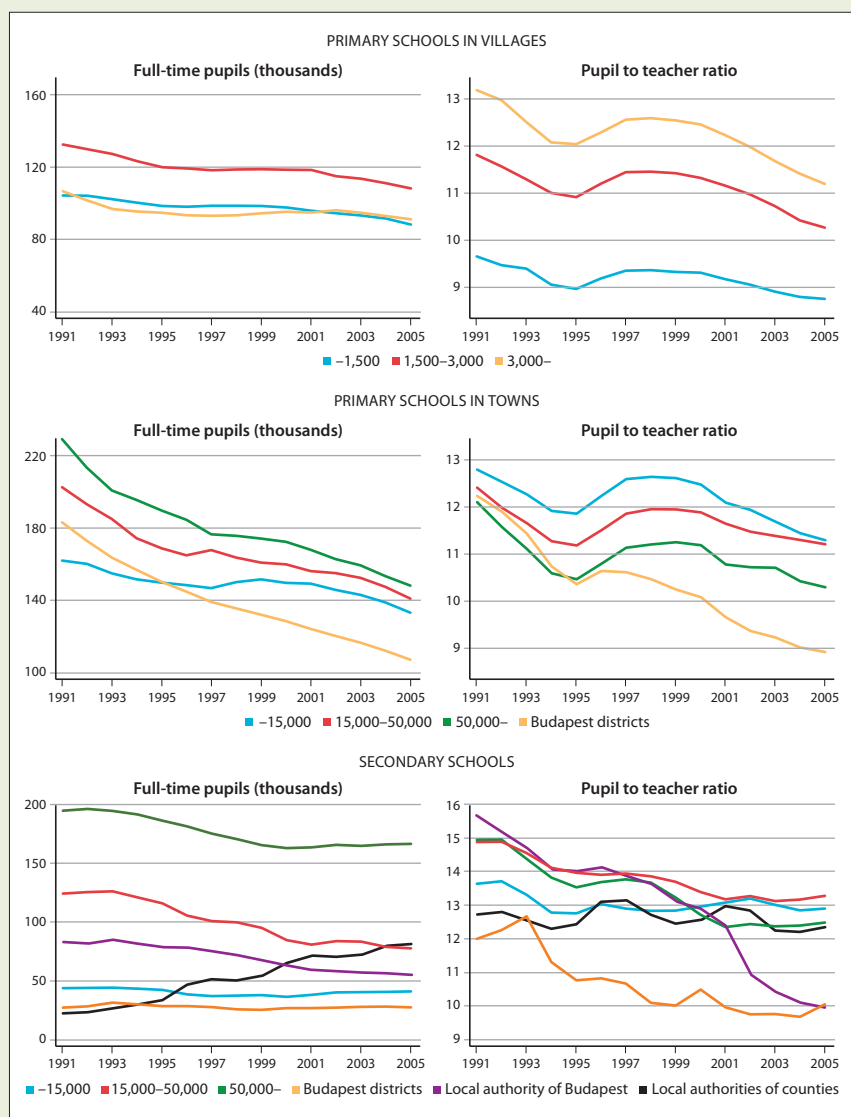 PRIMARY SCHOOLS IN VILLAGES
Full-time pupils (thousands)
160
120
80
40
1991 1993 1995 1997 1999 2001 2003 2005
Pupil to teacher ratio
13
12
11
10
9
1991 1993 1995 1997 1999 2001 2003 2005
–1,500 1,500–3,000 3,000–
PRIMARY SCHOOLS IN TOWNS
Full-time pupils (thousands)
220
180
140
100
1991 1993 1995 1997 1999 2001 2003 2005
Pupil to teacher ratio
13
12
11
10
9
1991 1993 1995 1997 1999 2001 2003 2005
–15,000 15,000–50,000 50,000– Budapest districts
SECONDARY SCHOOLS
Full-time pupils (thousands)
200
150
100
50
0
1991 1993 1995 1997 1999 2001 2003 2005
Pupil to teacher ratio
16
15
14
13
12
11
10
9
1991 1993 1995 1997 1999 2001 2003 2005
–15,000 15,000–50,000 50,000– Budapest districts Local authority of Budapest Local authorities of counties